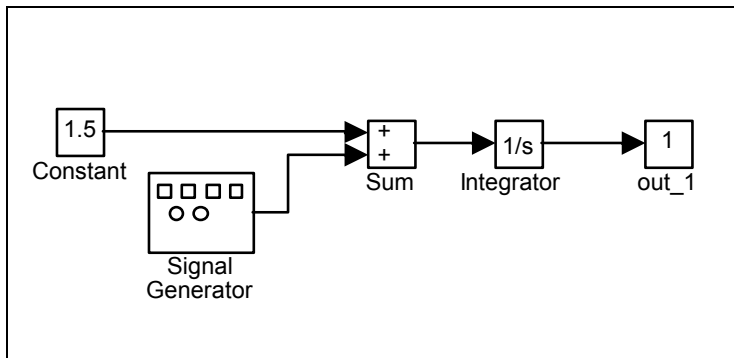 1.5
Constant
Signal
Generator
+
+
Sum
1/s
Integrator
1
out_1